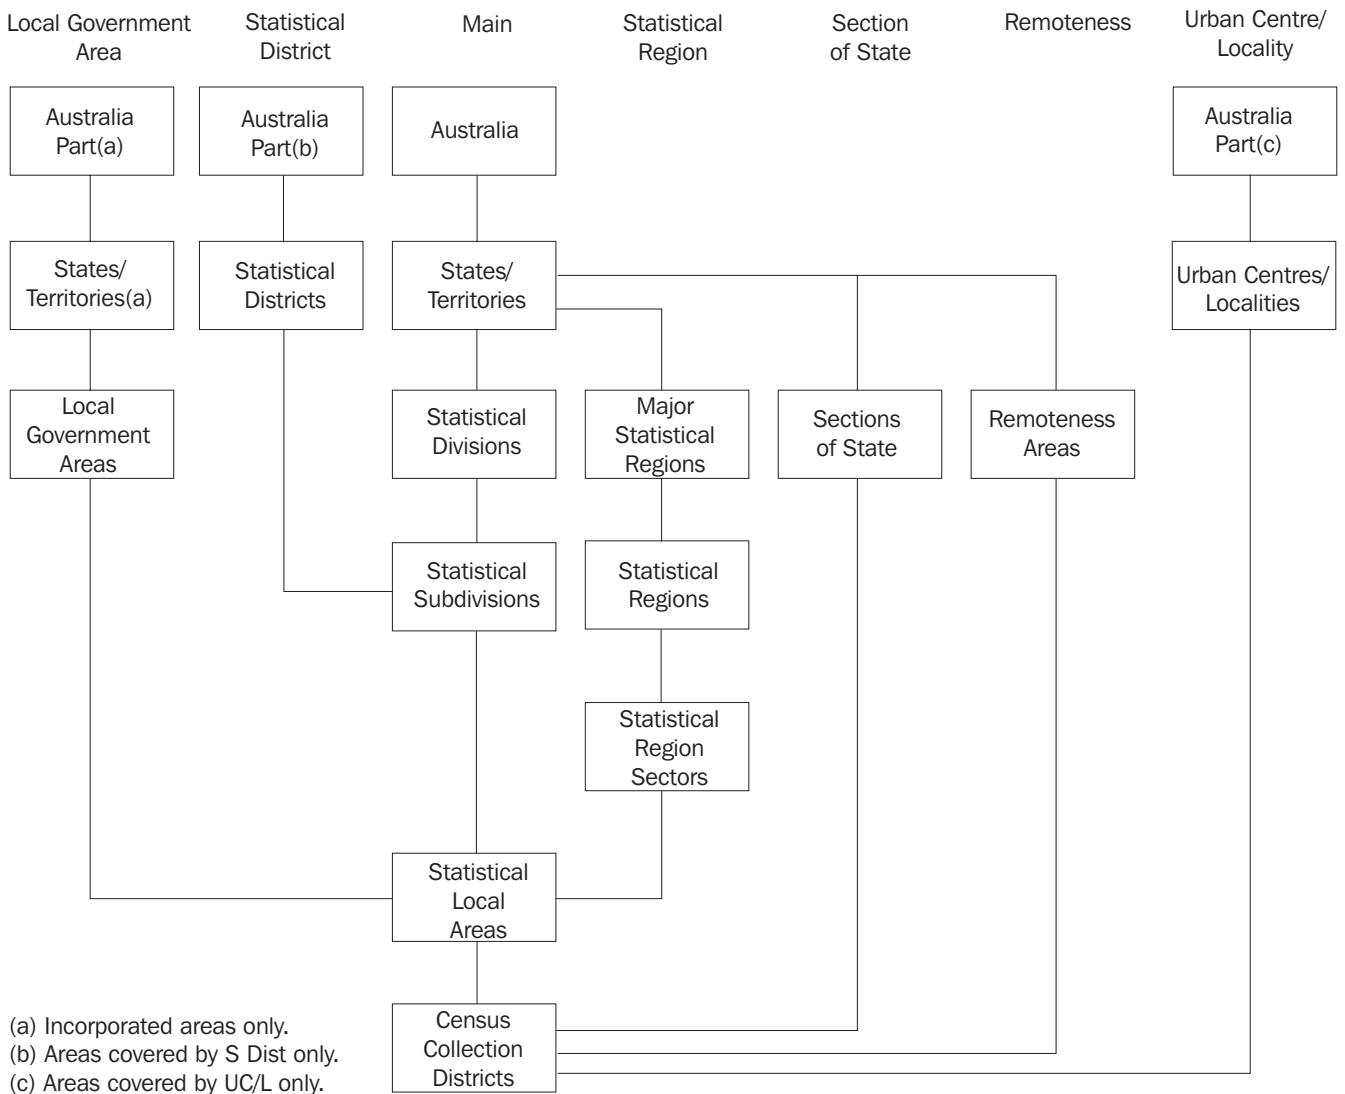 Local Government
Area
Statistical
District
Main
Statistical
Region
Section
of State
Remoteness
Urban Centre/
Locality
Australia
Part(a)
Australia
Part(b)
Australia
Australia
Part(c)
States/
Territories(a)
Statistical
Districts
States/
Territories
Urban Centres/
Localities
Local
Government
Areas
Statistical
Divisions
Major
Statistical
Regions
Sections
of State
Remoteness
Areas
Statistical
Subdivisions
Statistical
Regions
Statistical
Region
Sectors
Statistical
Local
Areas
Census
Collection
Districts
(a) Incorporated areas only.
(b) Areas covered by S Dist only.
(c) Areas covered by UC/L only.